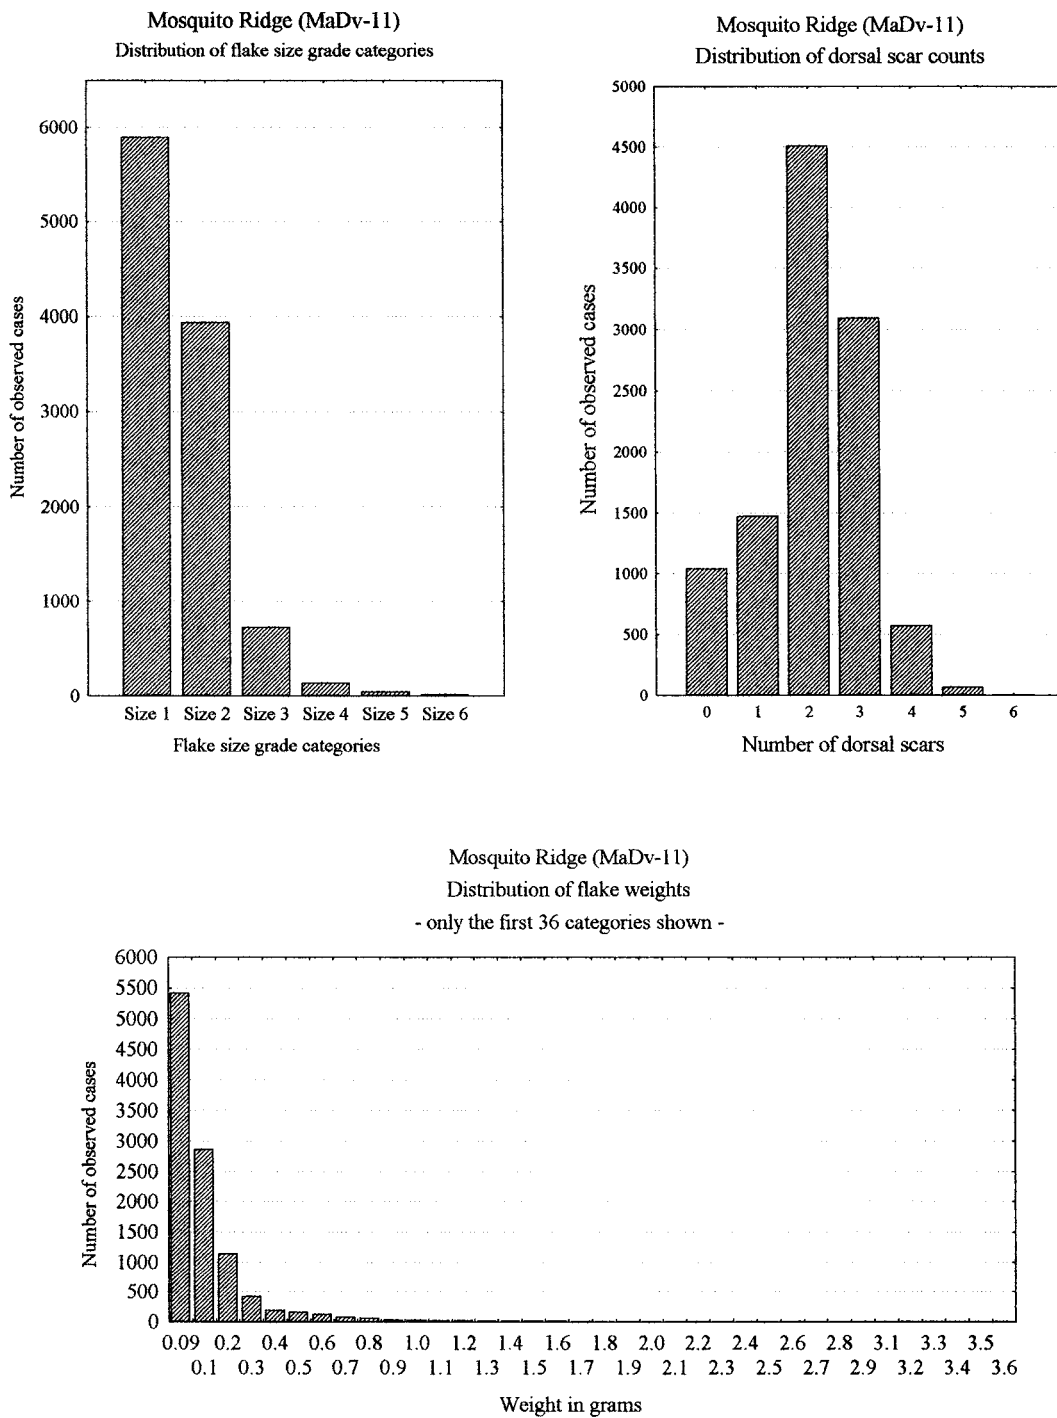 Mosquito Ridge (MaDv-11)
Distribution of flake size grade categories
Number of observed cases
6000
5000
4000
3000
2000
1000
0
Size 1 Size 2 Size 3 Size 4 Size 5 Size 6
Flake size grade categories
Mosquito Ridge (MaDv-11)
Distribution of dorsal scar counts
Number of observed cases
5000
4500
4000
3500
3000
2500
2000
1500
1000
500
0
0 1 2 3 4 5 6
Number of dorsal scars
Mosquito Ridge (MaDv-11)
Distribution of flake weights
- only the first 36 categories shown -
Number of observed cases
6000
5500
5000
4500
4000
3500
3000
2500
2000
1500
1000
500
0
0.09 0.2 0.4 0.6 0.8 1.0 1.2 1.4 1.6 1.8 2.0 2.2 2.4 2.6 2.8 3.0 3.3 3.5
0.1 0.3 0.5 0.7 0.9 1.1 1.3 1.5 1.7 1.9 2.1 2.3 2.5 2.7 2.9 3.1 3.2 3.4 3.6
Weight in grams